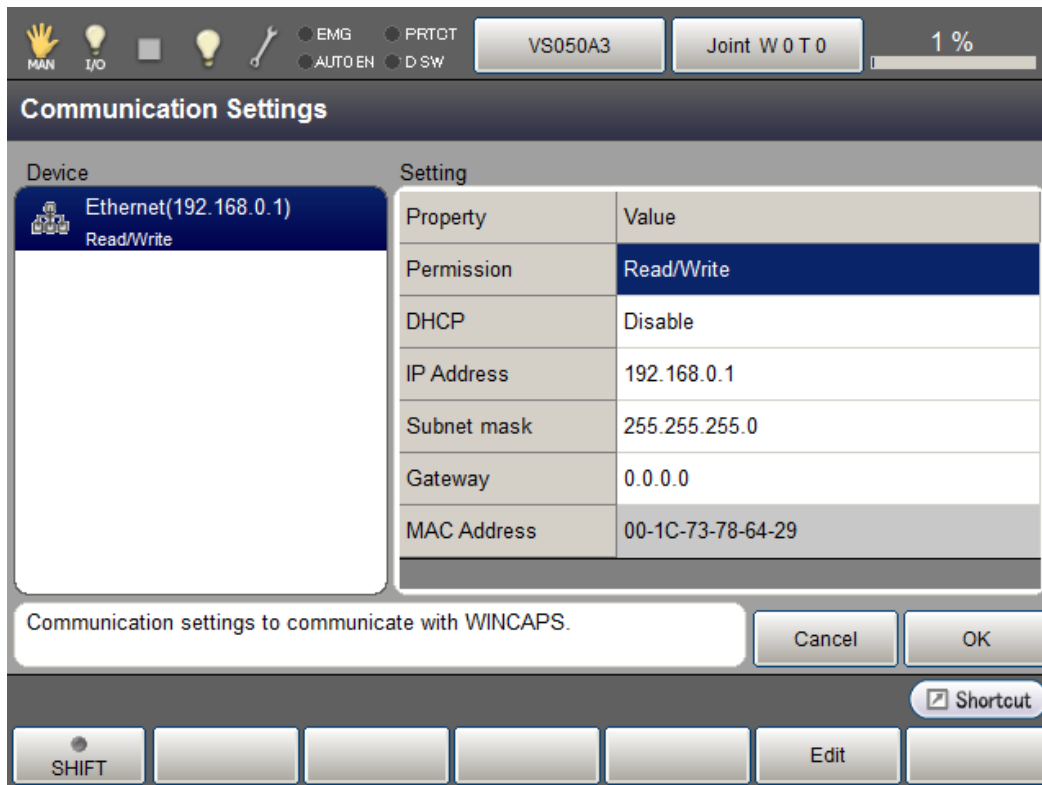 MAN
I/O
EMG
AUTO EN
PRTCT
D SW
VS050A3
Joint W 0 T 0
1 %
Communication Settings
Device
Ethernet(192.168.0.1)
Read/Write
Setting
Property Value
Permission Read/Write
DHCP Disable
IP Address 192.168.0.1
Subnet mask 255.255.255.0
Gateway 0.0.0.0
MAC Address 00-1C-73-78-64-29
Communication settings to communicate with WINCAPS.
Cancel
OK
Shortcut
SHIFT
Edit